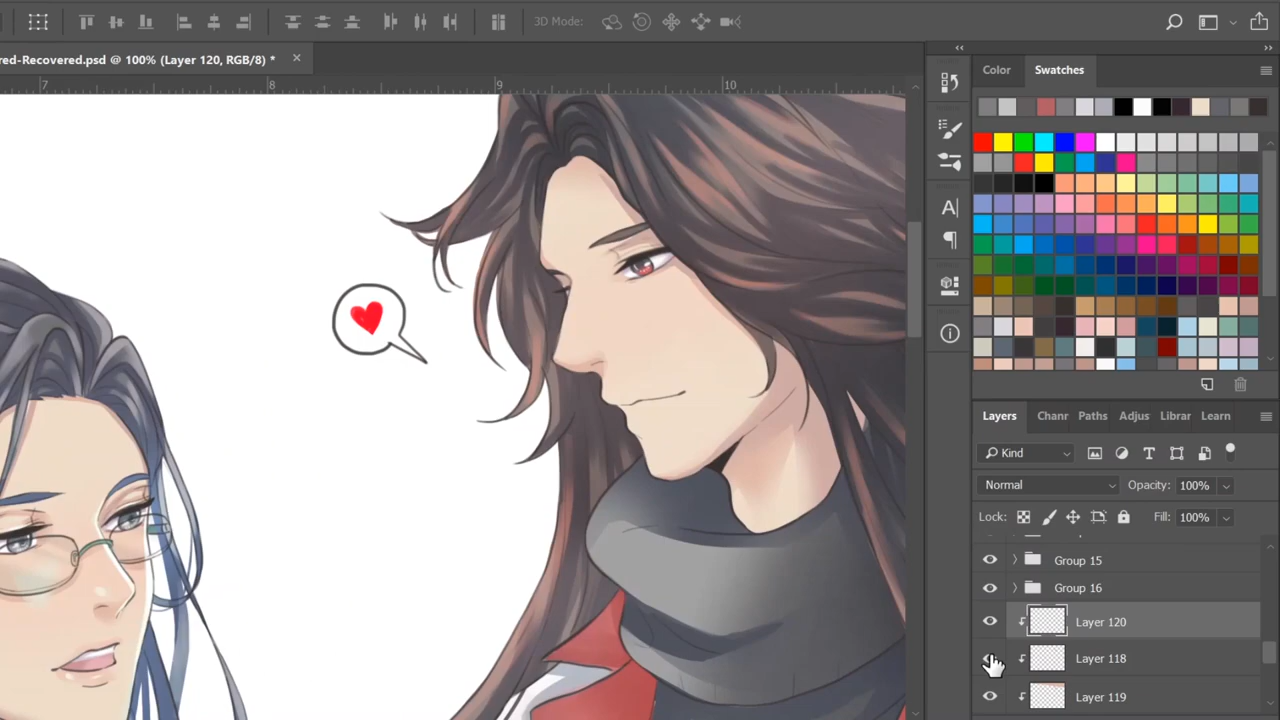 3D Mode:
red-Recovered.psd @ 100% (Layer 120, RGB/8) *
7 8 9 10
Color Swatches
Layers Chann Paths Adjus Librar Learn
Kind
Normal Opacity: 100%
Lock: Fill: 100%
Group 15
Group 16
Layer 120
Layer 118
Layer 119